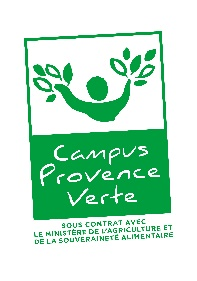 Campus
Provence
Verte
SOUS CONTRAT AVEC
LE MINISTÈRE DE L'AGRICULTURE ET
DE LA SOUVERAINETÉ ALIMENTAIRE